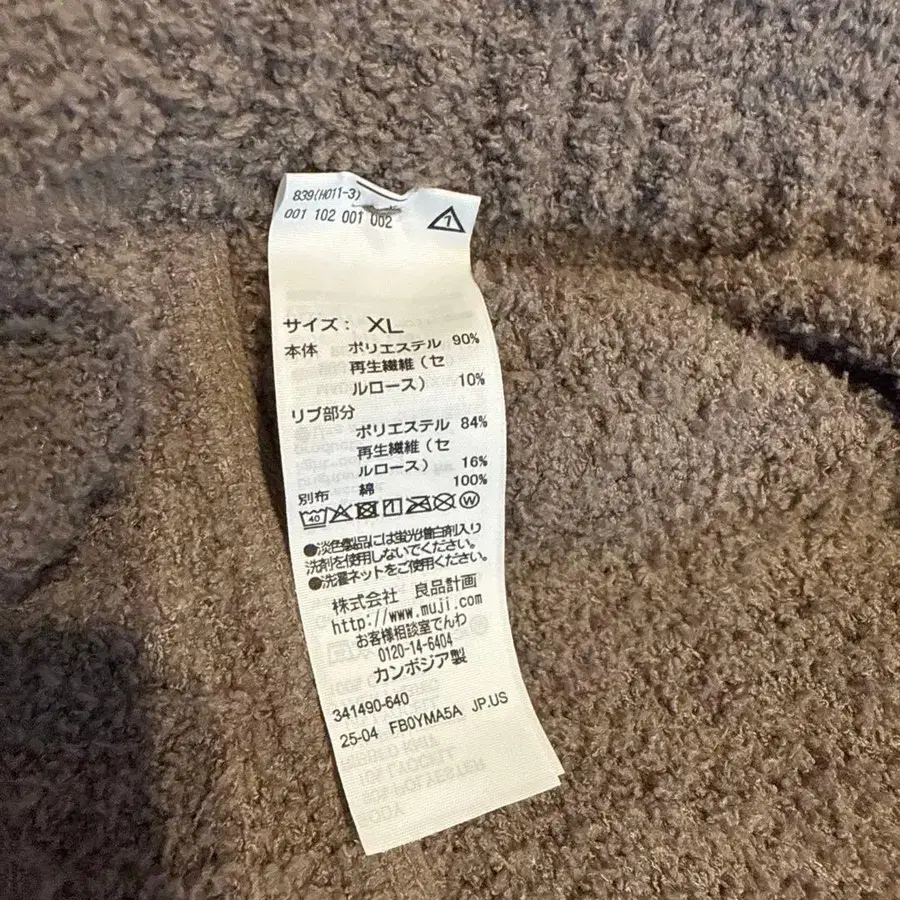 839(H011-3)
001 102 001 002
1
サイズ： XL
本体 ポリエステル 90%
再生繊維（セ
ルロース） 10%
リブ部分
ポリエステル 84%
再生繊維（セ
ルロース） 16%
別布 綿 100%
40
●淡色製品には蛍光増白剤入り
洗剤を使用しないでください。
●洗濯ネットをご使用ください。
株式会社 良品計画
http://www.muji.com
お客様相談室でんわ
0120-14-6404
カンボジア製
341490-640
25-04 FB0YMA5A JP.US